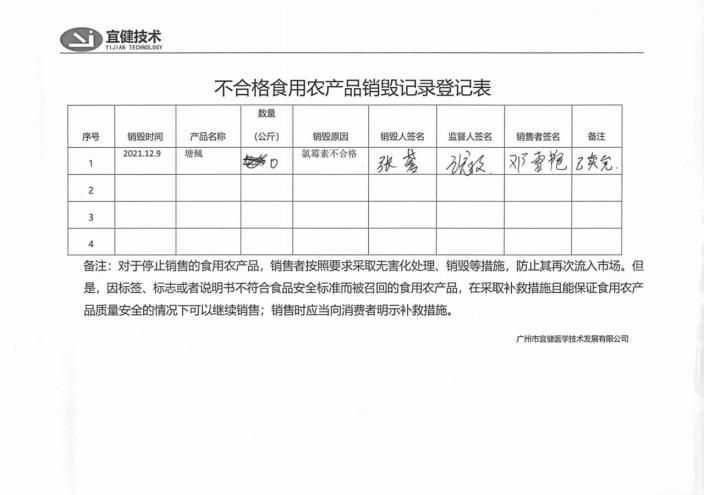 宜健技术
YIJIAN TECHNOLOGY
不合格食用农产品销毁记录登记表
序号 销毁时间 产品名称 数量（公斤） 销毁原因 销毁人签名 监督人签名 销售者签名 备注
1 2021.12.9 塘鲺 0 氯霉素不合格 张 邓 已卖完.
2
3
4
备注：对于停止销售的食用农产品，销售者按照要求采取无害化处理、销毁等措施，防止其再次流入市场。但
是，因标签、标志或者说明书不符合食品安全标准而被召回的食用农产品，在采取补救措施且能保证食用农产
品质量安全的情况下可以继续销售；销售时应当向消费者明示补救措施。
广州市宜健医学技术发展有限公司